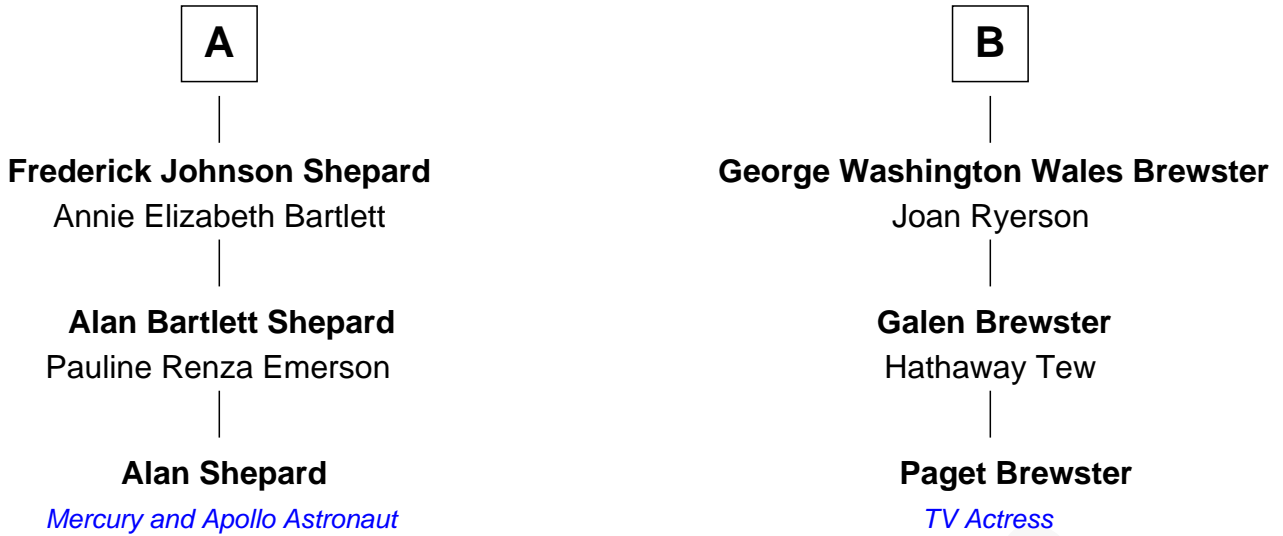 A
Frederick Johnson Shepard
Annie Elizabeth Bartlett
Alan Bartlett Shepard
Pauline Renza Emerson
Alan Shepard
Mercury and Apollo Astronaut
B
George Washington Wales Brewster
Joan Ryerson
Galen Brewster
Hathaway Tew
Paget Brewster
TV Actress